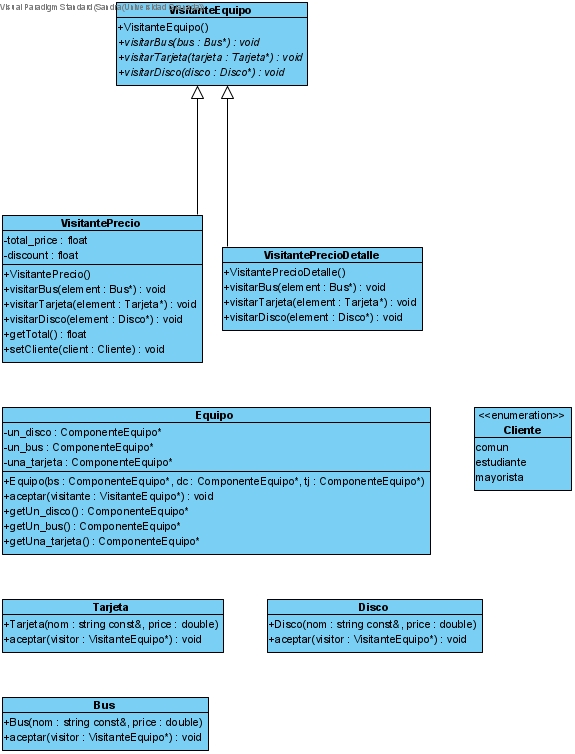 Visual Paradigm Standard(Sandra(Universidad
VisitanteEquipo
+VisitanteEquipo()
+visitarBus(bus : Bus*) : void
+visitarTarjeta(tarjeta : Tarjeta*) : void
+visitarDisco(disco : Disco*) : void
VisitantePrecio
-total_price : float
-discount : float
+VisitantePrecio()
+visitarBus(element : Bus*) : void
+visitarTarjeta(element : Tarjeta*) : void
+visitarDisco(element : Disco*) : void
+getTotal() : float
+setCliente(client : Cliente) : void
VisitantePrecioDetalle
+VisitantePrecioDetalle()
+visitarBus(element : Bus*) : void
+visitarTarjeta(element : Tarjeta*) : void
+visitarDisco(element : Disco*) : void
Equipo
-un_disco : ComponenteEquipo*
-un_bus : ComponenteEquipo*
-una_tarjeta : ComponenteEquipo*
+Equipo(bs : ComponenteEquipo*, dc : ComponenteEquipo*, tj : ComponenteEquipo*)
+aceptar(visitante : VisitanteEquipo*) : void
+getUn_disco() : ComponenteEquipo*
+getUn_bus() : ComponenteEquipo*
+getUna_tarjeta() : ComponenteEquipo*
<<enumeration>>
Cliente
comun
estudiante
mayorista
Tarjeta
+Tarjeta(nom : string const&, price : double)
+aceptar(visitor : VisitanteEquipo*) : void
Disco
+Disco(nom : string const&, price : double)
+aceptar(visitor : VisitanteEquipo*) : void
Bus
+Bus(nom : string const&, price : double)
+aceptar(visitor : VisitanteEquipo*) : void